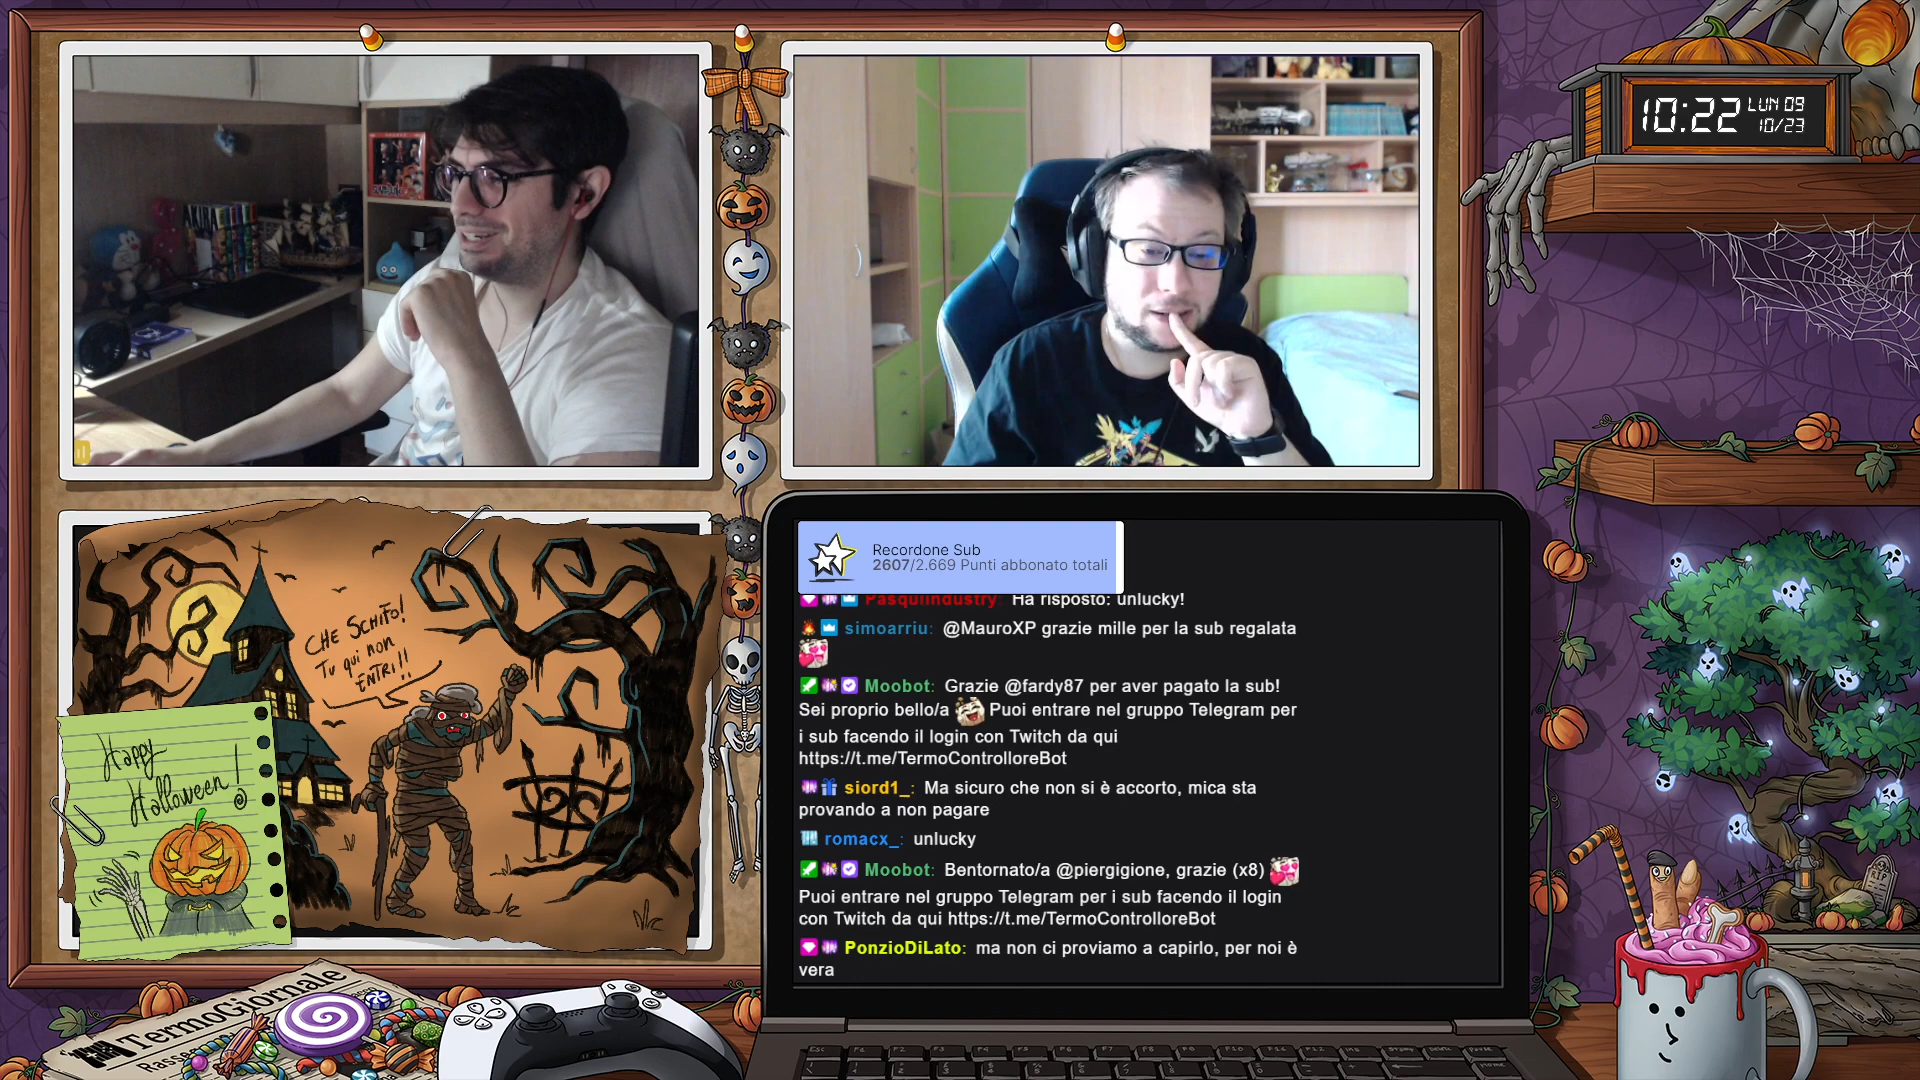 10:22
LUN 09
10/23
CHE SCHIFO!
Tu qui non
ENTRI!!
Happy
Halloween!
Recordone Sub
2607/2.669 Punti abbonato totali
Pasquiindustry: Ha risposto: unlucky!
simoarriu: @MauroXP grazie mille per la sub regalata
Moobot: Grazie @fardy87 per aver pagato la sub!
Sei proprio bello/a Puoi entrare nel gruppo Telegram per
i sub facendo il login con Twitch da qui
https://t.me/TermoControlloreBot
siord1_: Ma sicuro che non si è accorto, mica sta
provando a non pagare
romacx_: unlucky
Moobot: Bentornato/a @piergigione, grazie (x8)
Puoi entrare nel gruppo Telegram per i sub facendo il login
con Twitch da qui https://t.me/TermoControlloreBot
PonzioDiLato: ma non ci proviamo a capirlo, per noi è
vera
TermoGiornale
RIP